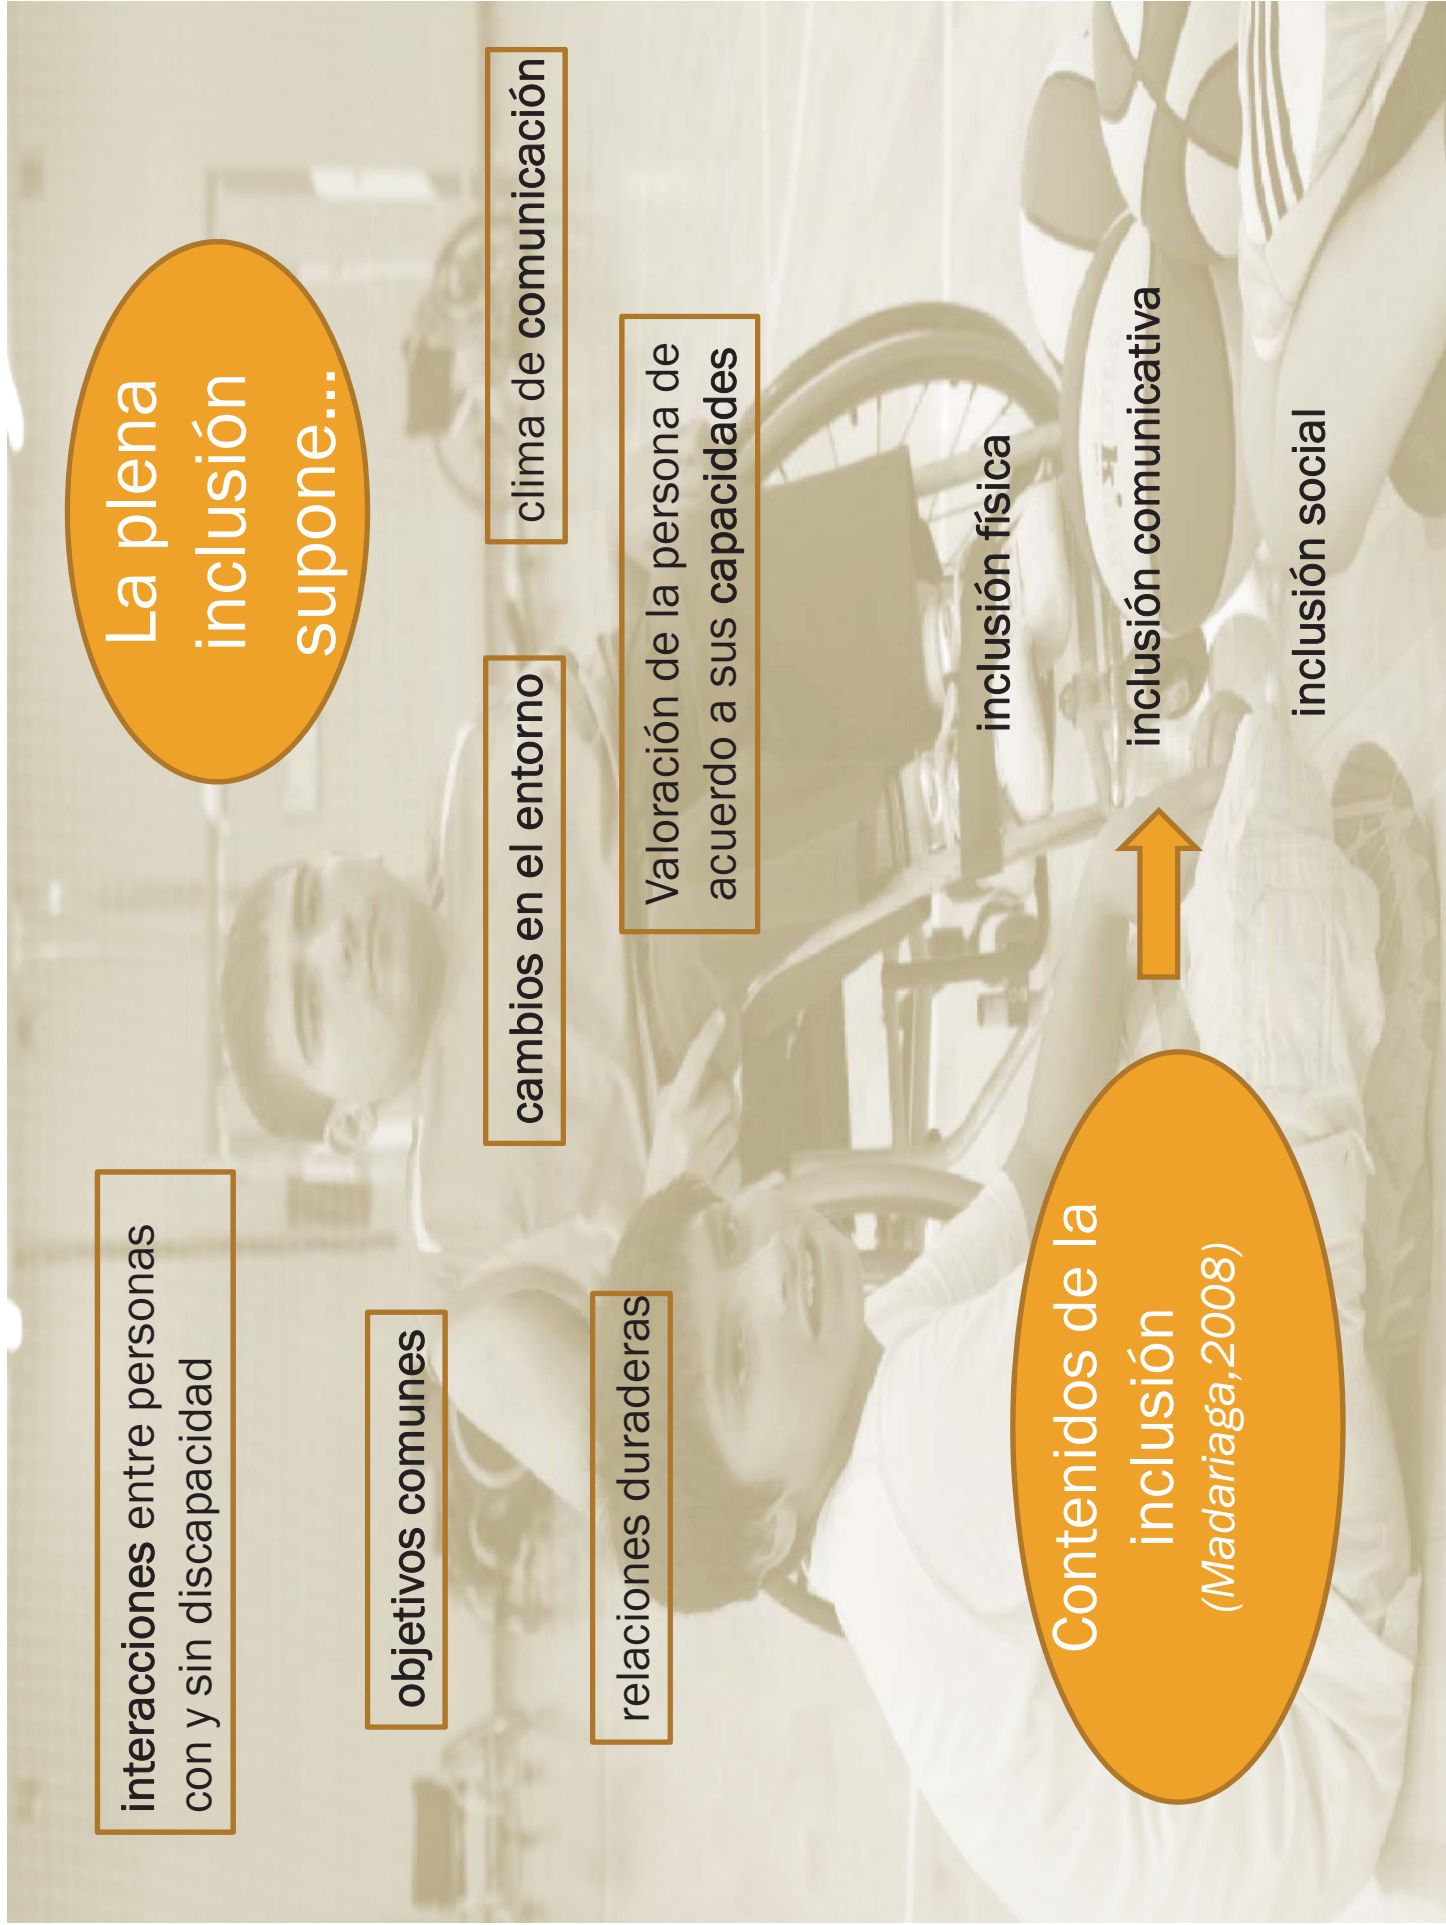 La plena
inclusión
supone...
interacciones entre personas
con y sin discapacidad
objetivos comunes
cambios en el entorno
clima de comunicación
relaciones duraderas
Valoración de la persona de
acuerdo a sus capacidades
Contenidos de la
inclusión
(Madariaga,2008)
inclusión física
inclusión comunicativa
inclusión social